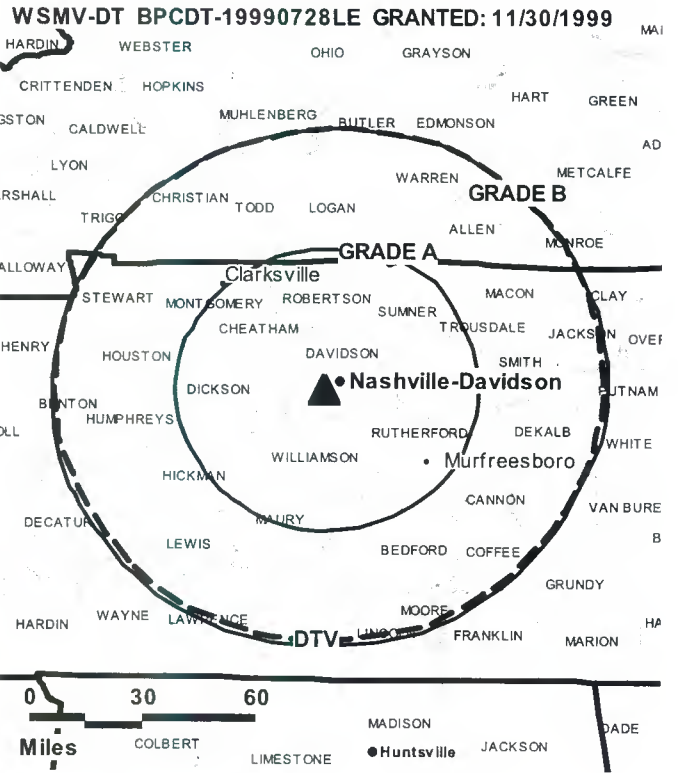 WSMV-DT BPCDT-19990728LE GRANTED: 11/30/1999
MAI
HARDIN WEBSTER OHIO GRAYSON
CRITTENDEN HOPKINS HART GREEN
GSTON CALDWELL MUHLENBERG BUTLER EDMONSON
AD
LYON WARREN METCALFE
RSHALL CHRISTIAN TODD LOGAN GRADE B
TRIGG ALLEN MONROE
GRADE A
ALLOWAY Clarksville
STEWART MONTGOMERY ROBERTSON SUMNER MACON CLAY
CHEATHAM TROUSDALE JACKSON OVER
HENRY HOUSTON DAVIDSON SMITH
DICKSON Nashville-Davidson PUTNAM
BENTON HUMPHREYS
OLL RUTHERFORD DEKALB WHITE
WILLIAMSON Murfreesboro
HICKMAN
CANNON VAN BURE
DECATUR MAURY
B
LEWIS BEDFORD COFFEE
GRUNDY
HARDIN WAYNE LAWRENCE MOORE HA
DTV LINCOLN FRANKLIN MARION
0 30 60
Miles
COLBERT LIMESTONE MADISON DADE
Huntsville JACKSON